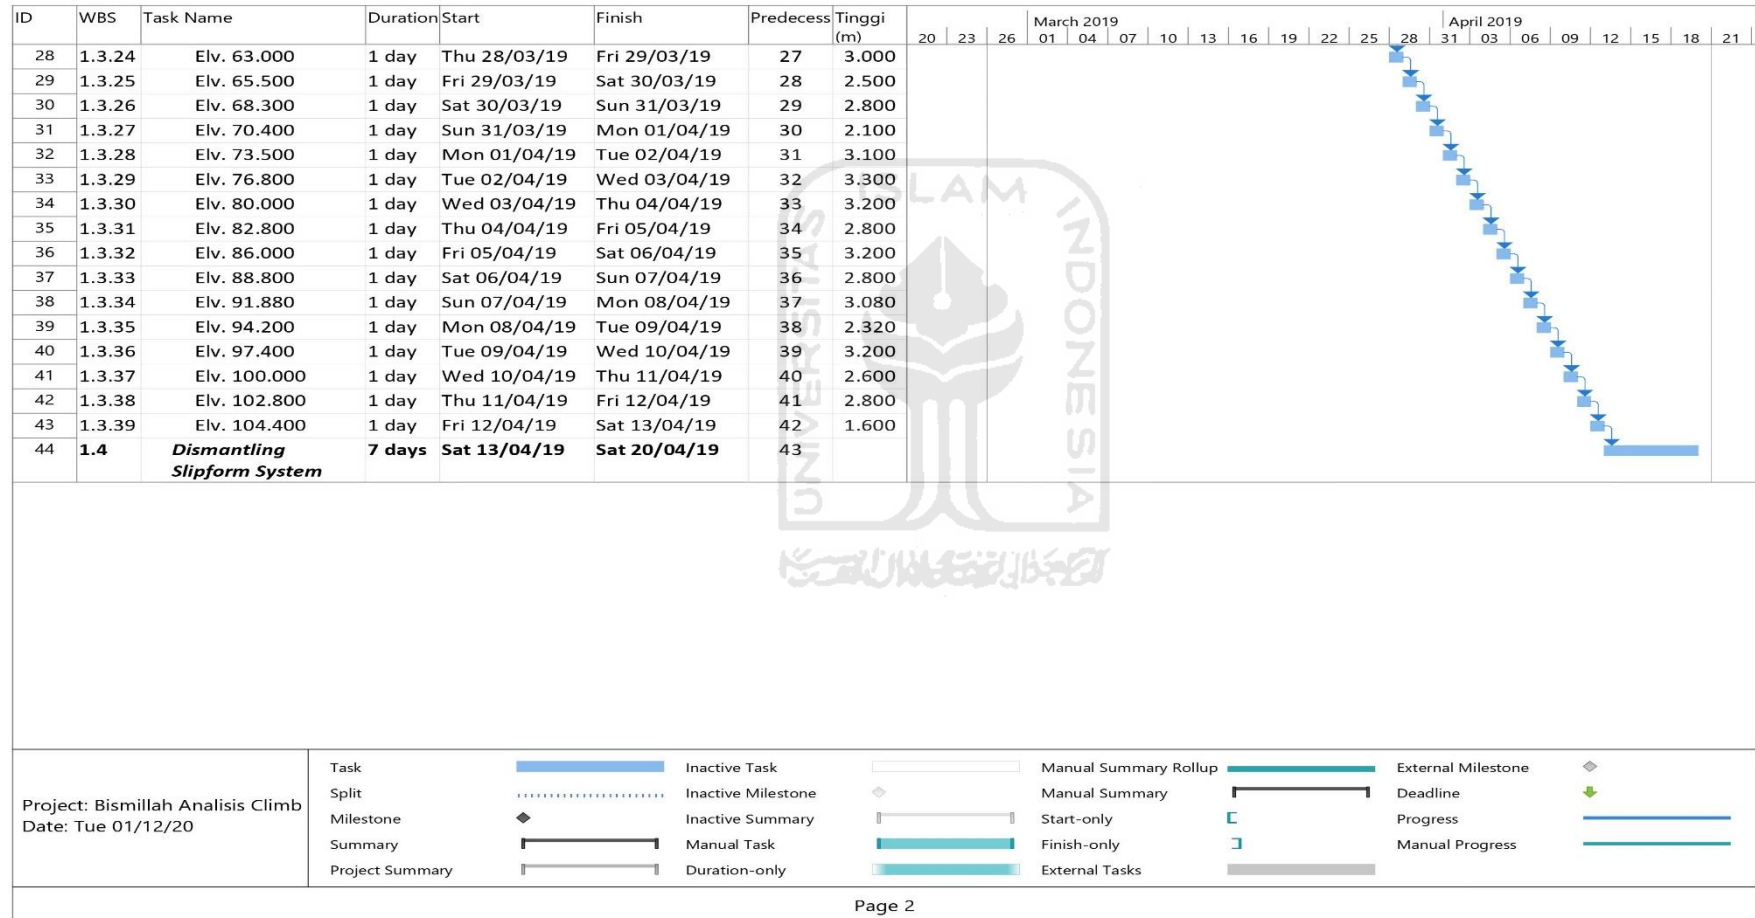 ID WBS Task Name Duration Start Finish Predecess Tinggi (m)
March 2019 April 2019
20 23 26 01 04 07 10 13 16 19 22 25 28 31 03 06 09 12 15 18 21
28 1.3.24 Elv. 63.000 1 day Thu 28/03/19 Fri 29/03/19 27 3.000
29 1.3.25 Elv. 65.500 1 day Fri 29/03/19 Sat 30/03/19 28 2.500
30 1.3.26 Elv. 68.300 1 day Sat 30/03/19 Sun 31/03/19 29 2.800
31 1.3.27 Elv. 70.400 1 day Sun 31/03/19 Mon 01/04/19 30 2.100
32 1.3.28 Elv. 73.500 1 day Mon 01/04/19 Tue 02/04/19 31 3.100
33 1.3.29 Elv. 76.800 1 day Tue 02/04/19 Wed 03/04/19 32 3.300
34 1.3.30 Elv. 80.000 1 day Wed 03/04/19 Thu 04/04/19 33 3.200
35 1.3.31 Elv. 82.800 1 day Thu 04/04/19 Fri 05/04/19 34 2.800
36 1.3.32 Elv. 86.000 1 day Fri 05/04/19 Sat 06/04/19 35 3.200
37 1.3.33 Elv. 88.800 1 day Sat 06/04/19 Sun 07/04/19 36 2.800
38 1.3.34 Elv. 91.880 1 day Sun 07/04/19 Mon 08/04/19 37 3.080
39 1.3.35 Elv. 94.200 1 day Mon 08/04/19 Tue 09/04/19 38 2.320
40 1.3.36 Elv. 97.400 1 day Tue 09/04/19 Wed 10/04/19 39 3.200
41 1.3.37 Elv. 100.000 1 day Wed 10/04/19 Thu 11/04/19 40 2.600
42 1.3.38 Elv. 102.800 1 day Thu 11/04/19 Fri 12/04/19 41 2.800
43 1.3.39 Elv. 104.400 1 day Fri 12/04/19 Sat 13/04/19 42 1.600
44 1.4 Dismantling 7 days Sat 13/04/19 Sat 20/04/19 43
Slipform System
UNIVERSITAS ISLAM INDONESIA
Project: Bismillah Analisis Climb
Date: Tue 01/12/20
Task Inactive Task Manual Summary Rollup External Milestone
Split Inactive Milestone Manual Summary Deadline
Milestone Inactive Summary Start-only Progress
Summary Manual Task Finish-only Manual Progress
Project Summary Duration-only External Tasks
Page 2